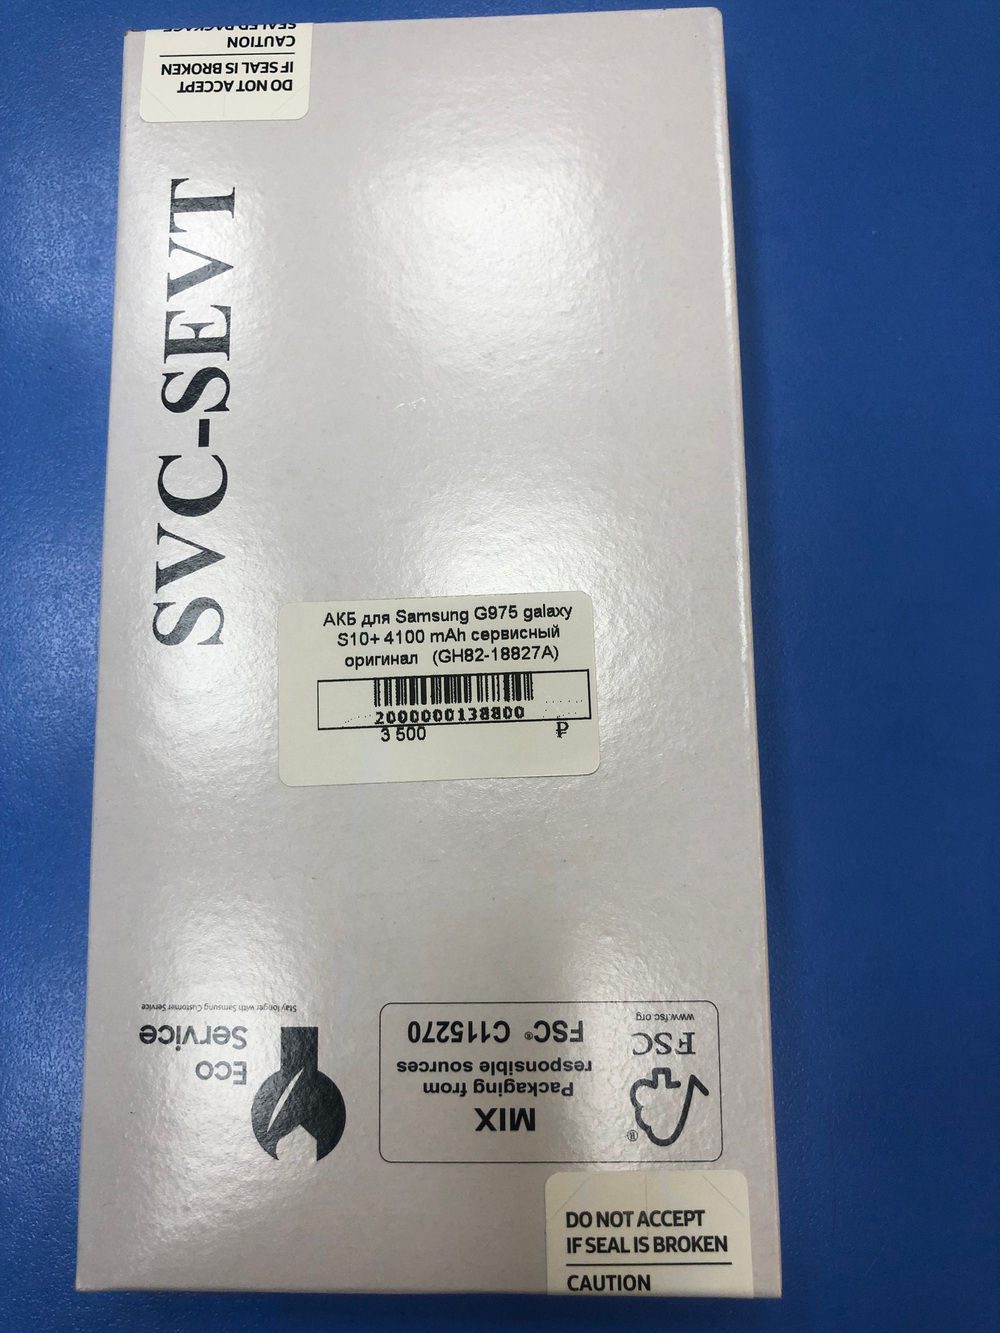 SEALED PACKAGE
CAUTION
IF SEAL IS BROKEN
DO NOT ACCEPT
SVC-SEVT
АКБ для Samsung G975 galaxy
S10+ 4100 mAh сервисный
оригинал (GH82-18827A)
2000000138800
3 500 ₽
Eco
Service
Stay longer with Samsung Customer Service
MIX
Packaging from
responsible sources
FSC® C115270
®
FSC
www.fsc.org
DO NOT ACCEPT
IF SEAL IS BROKEN
CAUTION